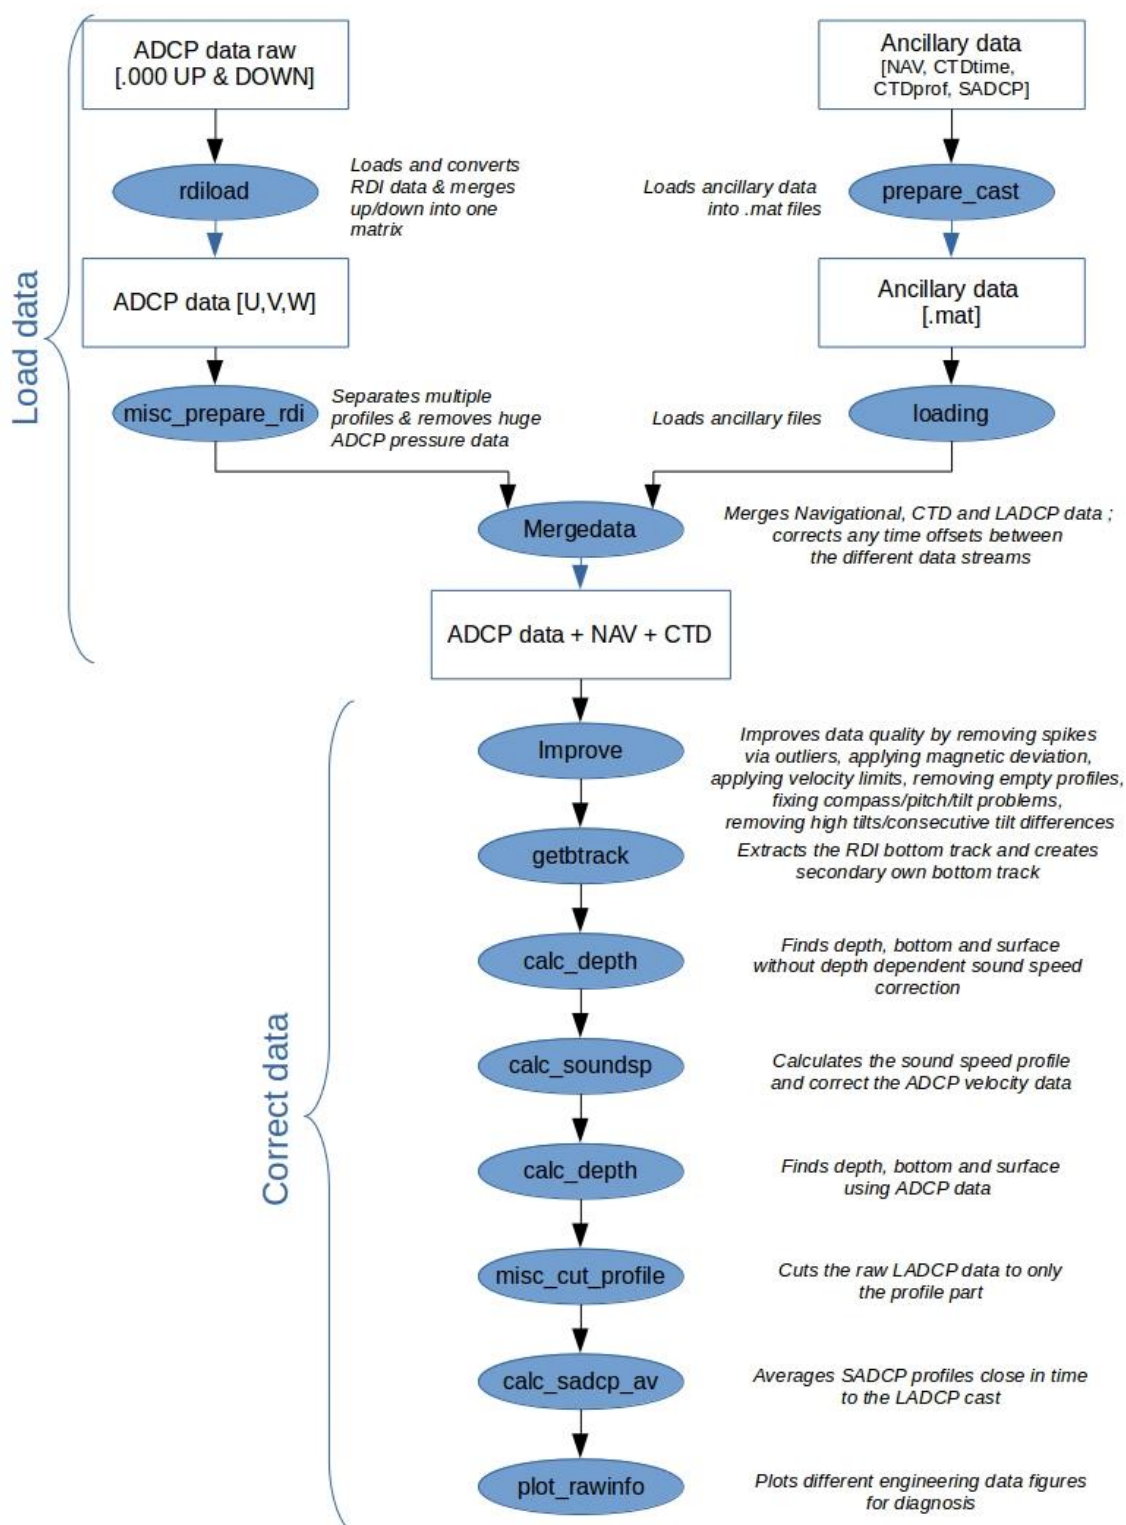 Load data
ADCP data raw
[.000 UP & DOWN]
Ancillary data
[NAV, CTDtime,
CTDprof, SADCP]
rdiload
Loads and converts
RDI data & merges
up/down into one
matrix
Loads ancillary data
into .mat files
prepare_cast
ADCP data [U,V,W]
Ancillary data
[.mat]
misc_prepare_rdi
Separates multiple
profiles & removes huge
ADCP pressure data
Loads ancillary files
loading
Mergedata
Merges Navigational, CTD and LADCP data ;
corrects any time offsets between
the different data streams
ADCP data + NAV + CTD
Correct data
Improve
Improves data quality by removing spikes
via outliers, applying magnetic deviation,
applying velocity limits, removing empty profiles,
fixing compass/pitch/tilt problems,
removing high tilts/consecutive tilt differences
getbtrack
Extracts the RDI bottom track and creates
secondary own bottom track
calc_depth
Finds depth, bottom and surface
without depth dependent sound speed
correction
calc_soundsp
Calculates the sound speed profile
and correct the ADCP velocity data
calc_depth
Finds depth, bottom and surface
using ADCP data
misc_cut_profile
Cuts the raw LADCP data to only
the profile part
calc_sadcp_av
Averages SADCP profiles close in time
to the LADCP cast
plot_rawinfo
Plots different engineering data figures
for diagnosis